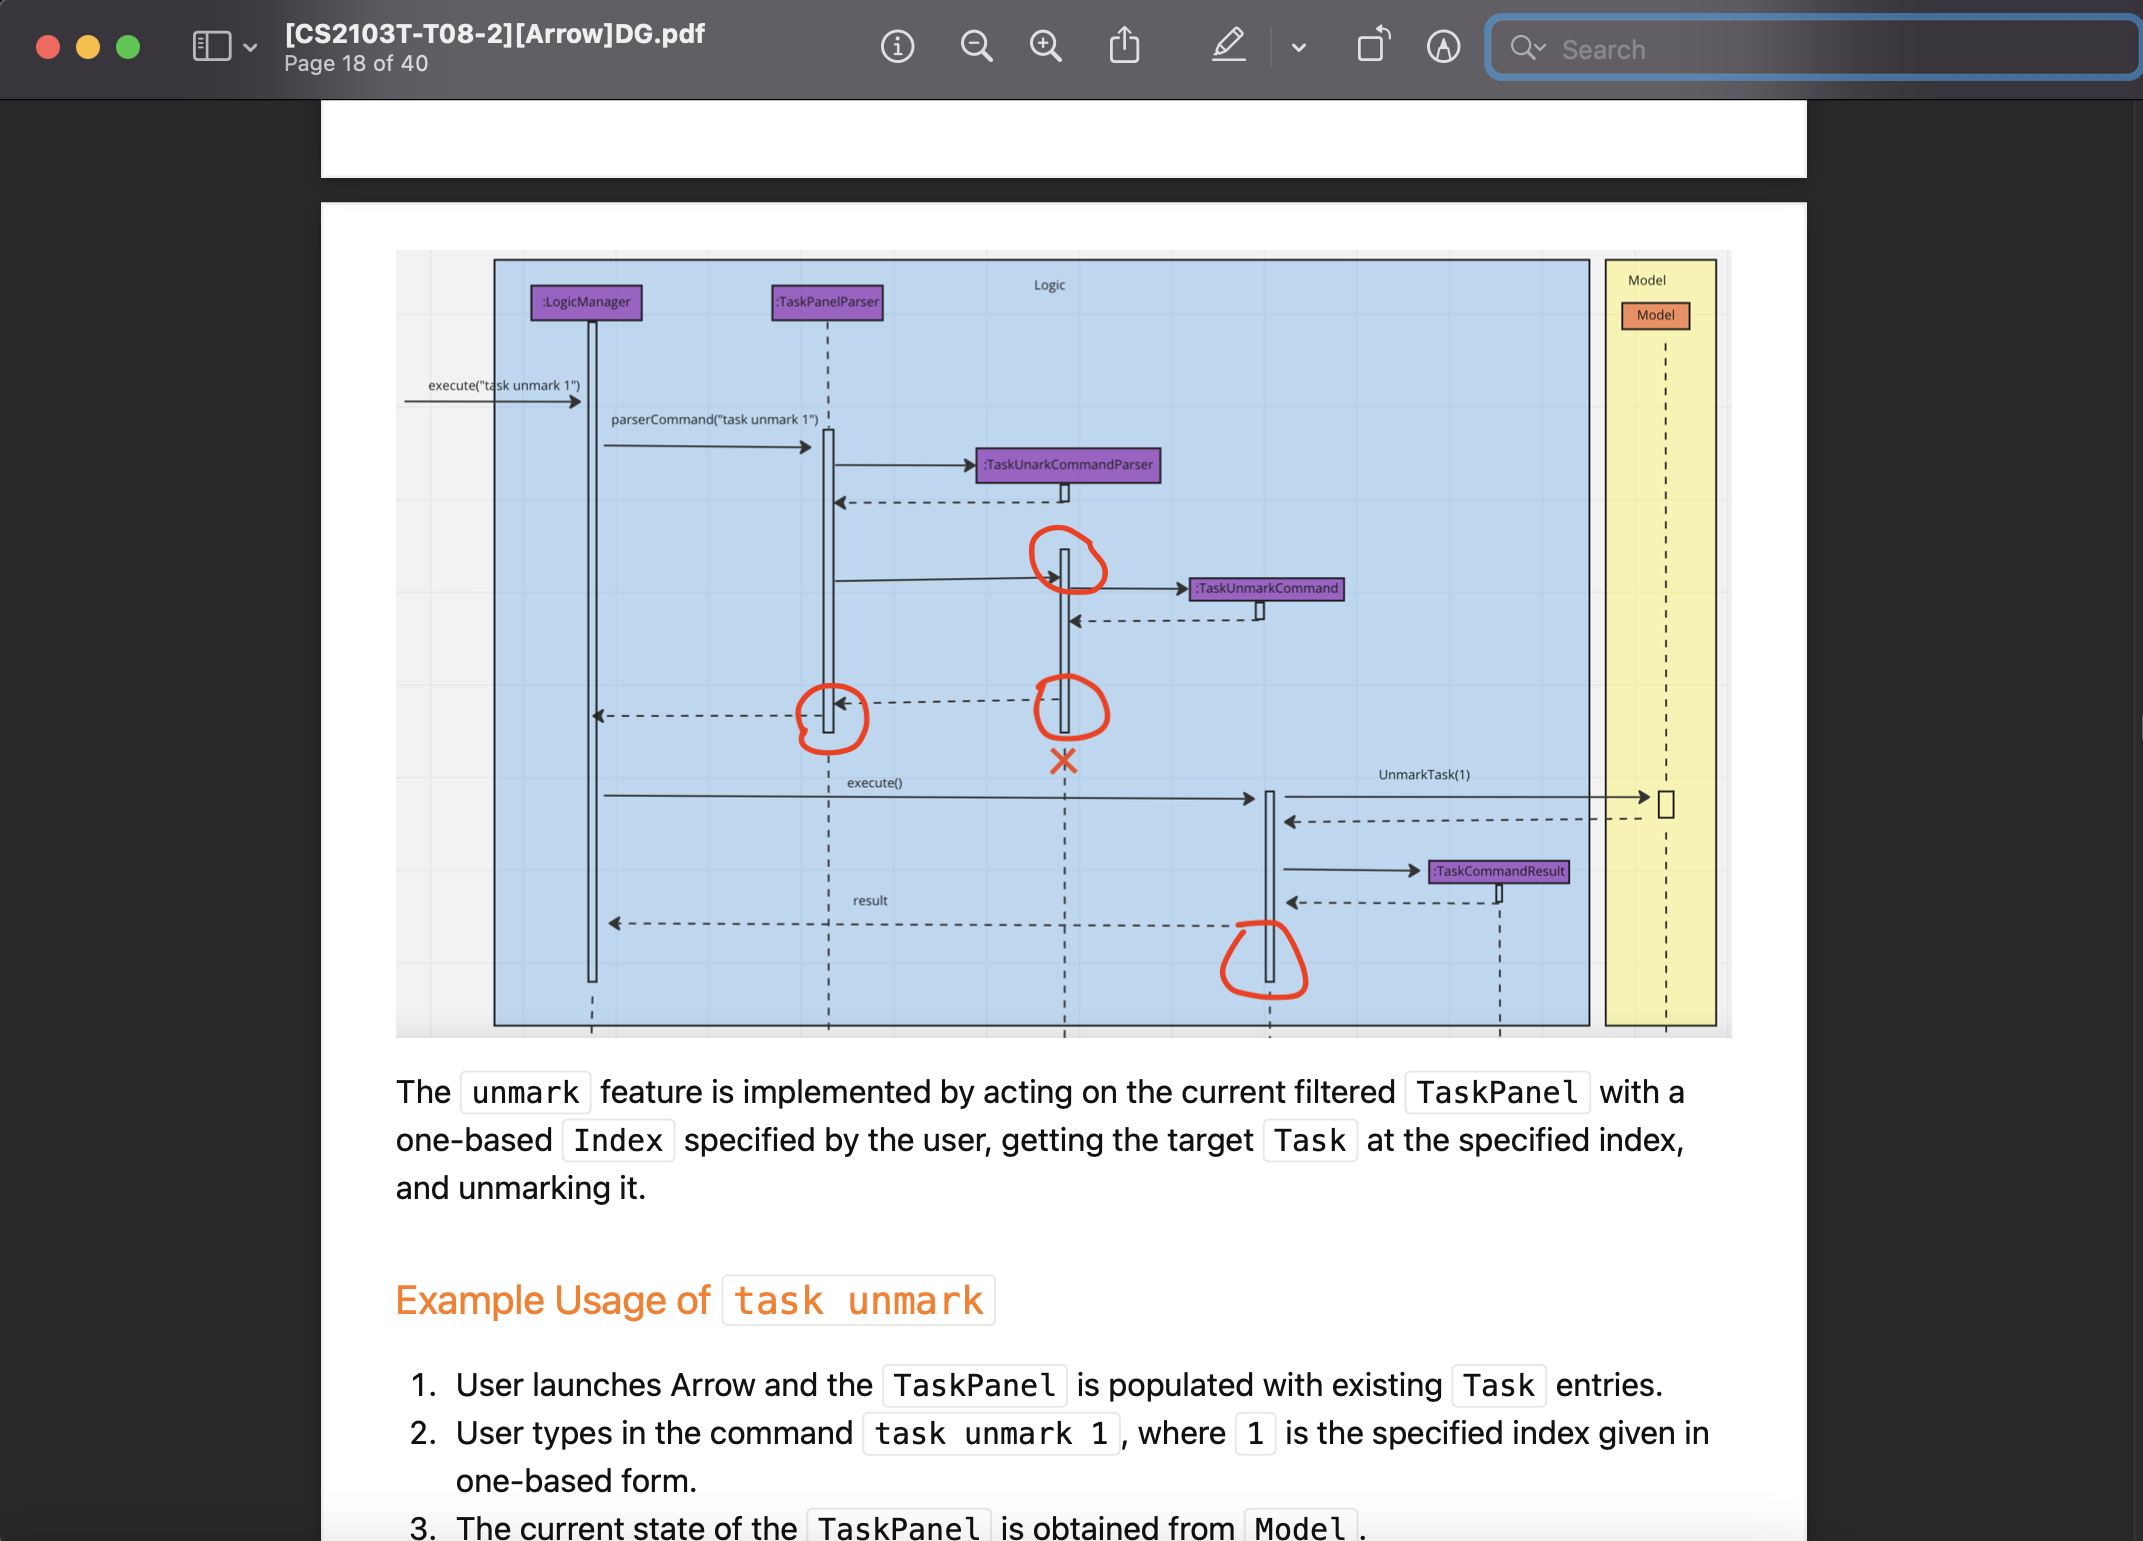 [CS2103T-T08-2][Arrow]DG.pdf
Page 18 of 40
Search
Logic
Model
:LogicManager
:TaskPanelParser
Model
execute("task unmark 1")
parserCommand("task unmark 1")
:TaskUnarkCommandParser
:TaskUnmarkCommand
execute()
UnmarkTask(1)
:TaskCommandResult
result
The unmark feature is implemented by acting on the current filtered TaskPanel with a
one-based Index specified by the user, getting the target Task at the specified index,
and unmarking it.
Example Usage of task unmark
1. User launches Arrow and the TaskPanel is populated with existing Task entries.
2. User types in the command task unmark 1, where 1 is the specified index given in
one-based form.
3. The current state of the TaskPanel is obtained from Model.